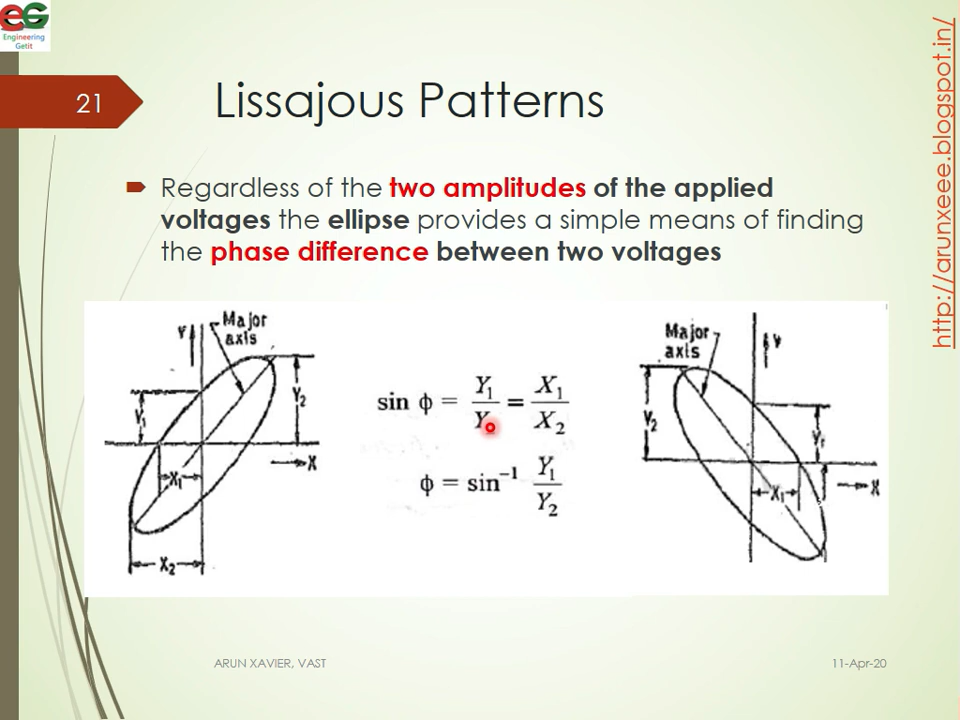 EG
Engineering
Getit
http://arunxeee.blogspot.in/
21
Lissajous Patterns
Regardless of the two amplitudes of the applied
voltages the ellipse provides a simple means of finding
the phase difference between two voltages
Y
Major
axis
Y1
Y2
X
X1
X2
sin ϕ = Y1/Y = X1/X2
ϕ = sin⁻¹ Y1/Y2
Major
axis
Y
Y2
Y1
X1
X
ARUN XAVIER, VAST
11-Apr-20